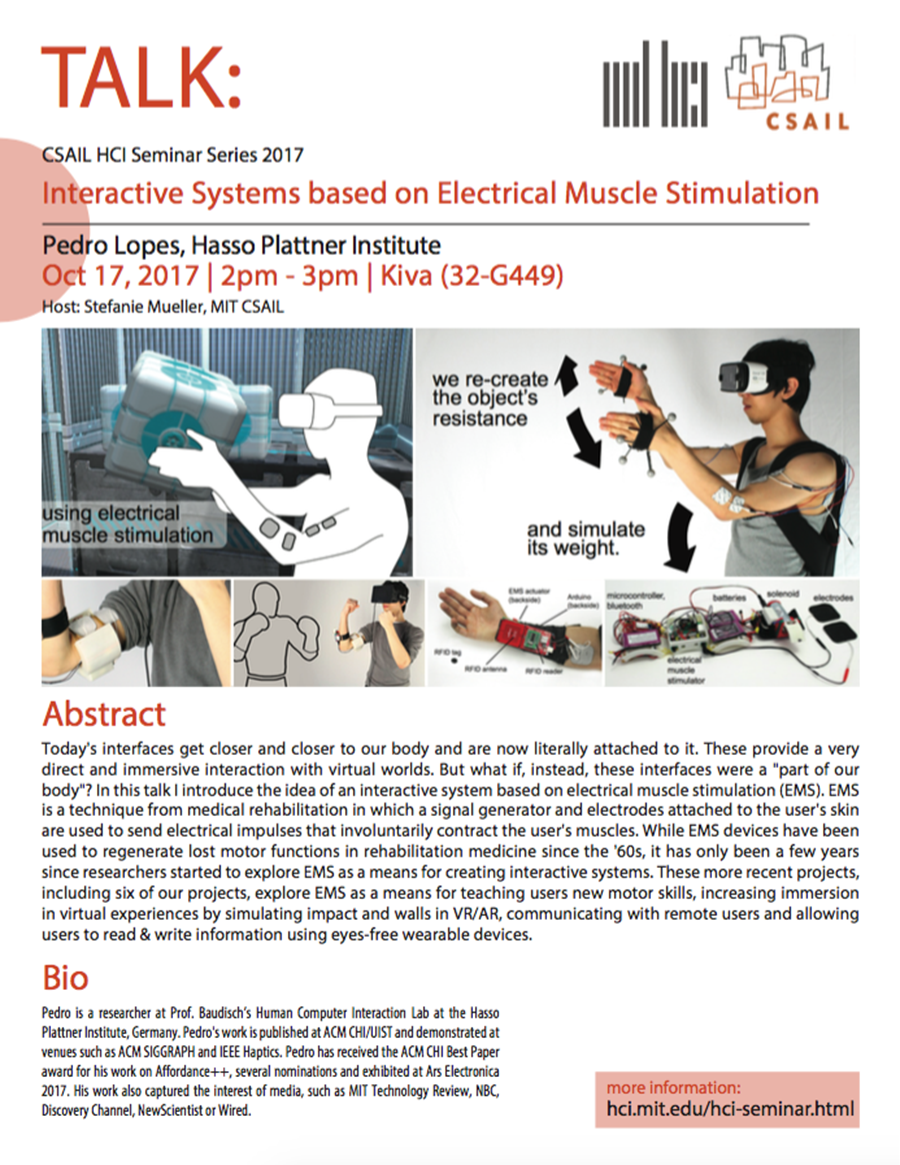 TALK:
CSAIL
CSAIL HCI Seminar Series 2017
Interactive Systems based on Electrical Muscle Stimulation
Pedro Lopes, Hasso Plattner Institute
Oct 17, 2017 | 2pm - 3pm | Kiva (32-G449)
Host: Stefanie Mueller, MIT CSAIL
using electrical
muscle stimulation
we re-create
the object's
resistance
and simulate
its weight.
EMS actuator
(backside)
Arduino
(backside)
RFID tag
RFID antenna
RFID reader
microcontroller,
bluetooth
batteries
solenoid
electrodes
electrical
muscle
stimulator
Abstract
Today's interfaces get closer and closer to our body and are now literally attached to it. These provide a very
direct and immersive interaction with virtual worlds. But what if, instead, these interfaces were a "part of our
body"? In this talk I introduce the idea of an interactive system based on electrical muscle stimulation (EMS). EMS
is a technique from medical rehabilitation in which a signal generator and electrodes attached to the user's skin
are used to send electrical impulses that involuntarily contract the user's muscles. While EMS devices have been
used to regenerate lost motor functions in rehabilitation medicine since the '60s, it has only been a few years
since researchers started to explore EMS as a means for creating interactive systems. These more recent projects,
including six of our projects, explore EMS as a means for teaching users new motor skills, increasing immersion
in virtual experiences by simulating impact and walls in VR/AR, communicating with remote users and allowing
users to read & write information using eyes-free wearable devices.
Bio
Pedro is a researcher at Prof. Baudisch's Human Computer Interaction Lab at the Hasso
Plattner Institute, Germany. Pedro's work is published at ACM CHI/UIST and demonstrated at
venues such as ACM SIGGRAPH and IEEE Haptics. Pedro has received the ACM CHI Best Paper
award for his work on Affordance++, several nominations and exhibited at Ars Electronica
2017. His work also captured the interest of media, such as MIT Technology Review, NBC,
Discovery Channel, NewScientist or Wired.
more information:
hci.mit.edu/hci-seminar.html